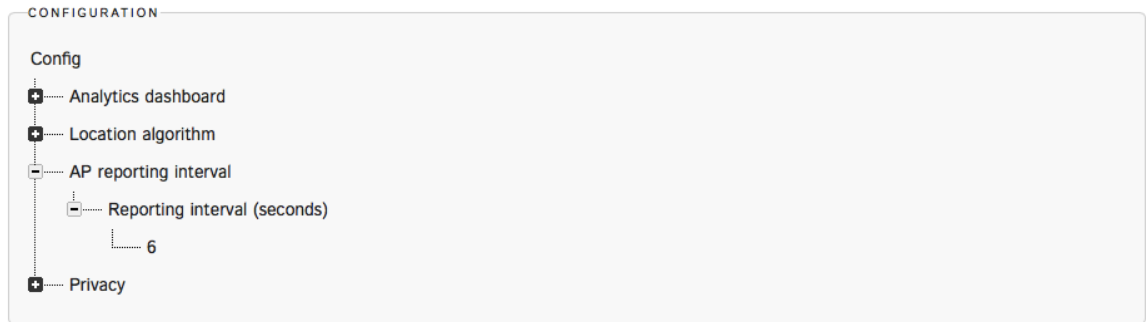 CONFIGURATION
Config
Analytics dashboard
Location algorithm
AP reporting interval
Reporting interval (seconds)
6
Privacy